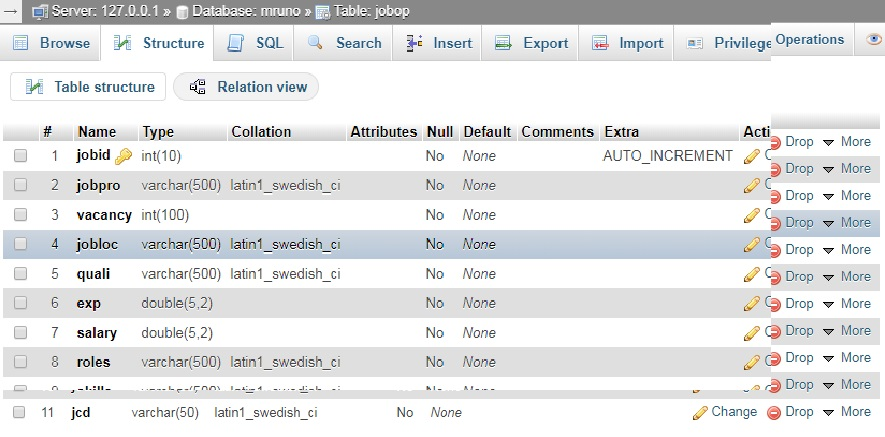 Server: 127.0.0.1 » Database: mruno » Table: jobop
Browse Structure SQL Search Insert Export Import Privilege Operations
Table structure Relation view
# Name Type Collation Attributes Null Default Comments Extra Acti
1 jobid int(10) No None AUTO_INCREMENT Drop More
2 jobpro varchar(500) latin1_swedish_ci No None Drop More
3 vacancy int(100) No None Drop More
4 jobloc varchar(500) latin1_swedish_ci No None Drop More
5 quali varchar(500) latin1_swedish_ci No None Drop More
6 exp double(5,2) No None Drop More
7 salary double(5,2) No None Drop More
8 roles varchar(500) latin1_swedish_ci No None Drop More
Drop More
Drop More
11 jcd varchar(50) latin1_swedish_ci No None Change Drop More